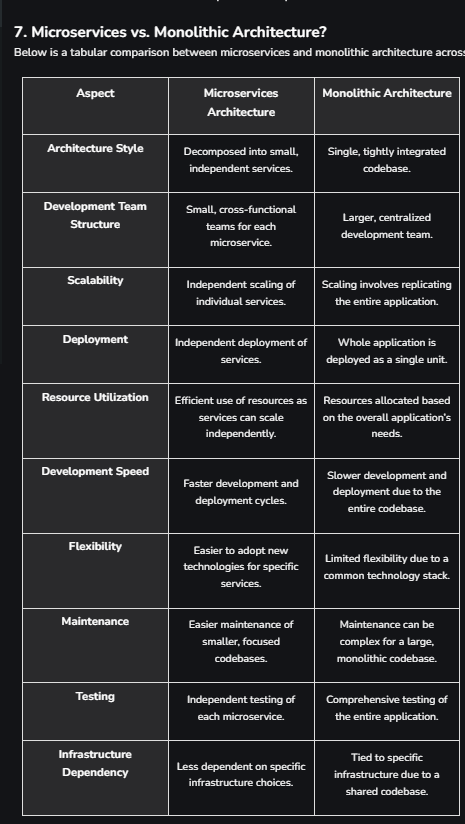 7. Microservices vs. Monolithic Architecture?
Below is a tabular comparison between microservices and monolithic architecture across
Aspect
Microservices
Architecture
Monolithic Architecture
Architecture Style
Decomposed into small,
independent services.
Single, tightly integrated
codebase.
Development Team
Structure
Small, cross-functional
teams for each
microservice.
Larger, centralized
development team.
Scalability
Independent scaling of
individual services.
Scaling involves replicating
the entire application.
Deployment
Independent deployment of
services.
Whole application is
deployed as a single unit.
Resource Utilization
Efficient use of resources as
services can scale
independently.
Resources allocated based
on the overall application's
needs.
Development Speed
Faster development and
deployment cycles.
Slower development and
deployment due to the
entire codebase.
Flexibility
Easier to adopt new
technologies for specific
services.
Limited flexibility due to a
common technology stack.
Maintenance
Easier maintenance of
smaller, focused
codebases.
Maintenance can be
complex for a large,
monolithic codebase.
Testing
Independent testing of
each microservice.
Comprehensive testing of
the entire application.
Infrastructure
Dependency
Less dependent on specific
infrastructure choices.
Tied to specific
infrastructure due to a
shared codebase.